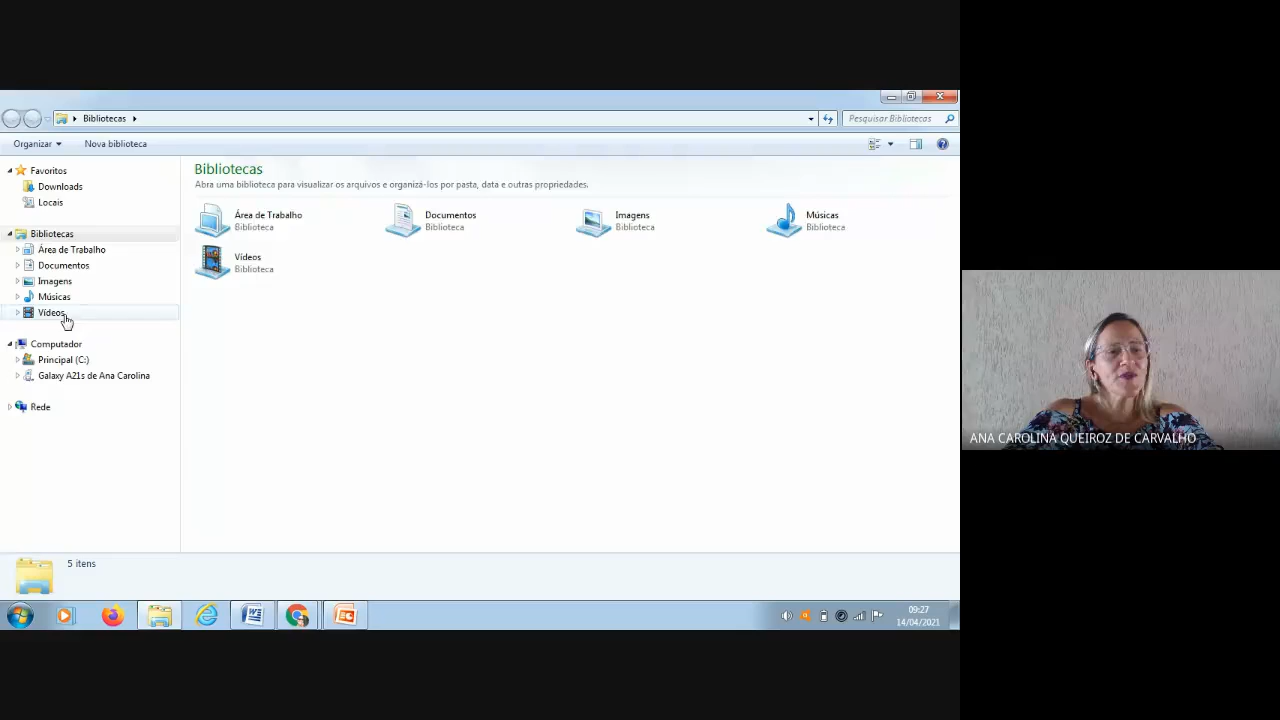 Bibliotecas
Pesquisar Bibliotecas
Organizar
Nova biblioteca
Favoritos
Downloads
Locais
Bibliotecas
Área de Trabalho
Documentos
Imagens
Músicas
Vídeos
Computador
Principal (C:)
Galaxy A21s de Ana Carolina
Rede
Bibliotecas
Abra uma biblioteca para visualizar os arquivos e organizá-los por pasta, data e outras propriedades.
Área de Trabalho
Biblioteca
Documentos
Biblioteca
Imagens
Biblioteca
Músicas
Biblioteca
Vídeos
Biblioteca
5 itens
09:27
14/04/2021
ANA CAROLINA QUEIROZ DE CARVALHO